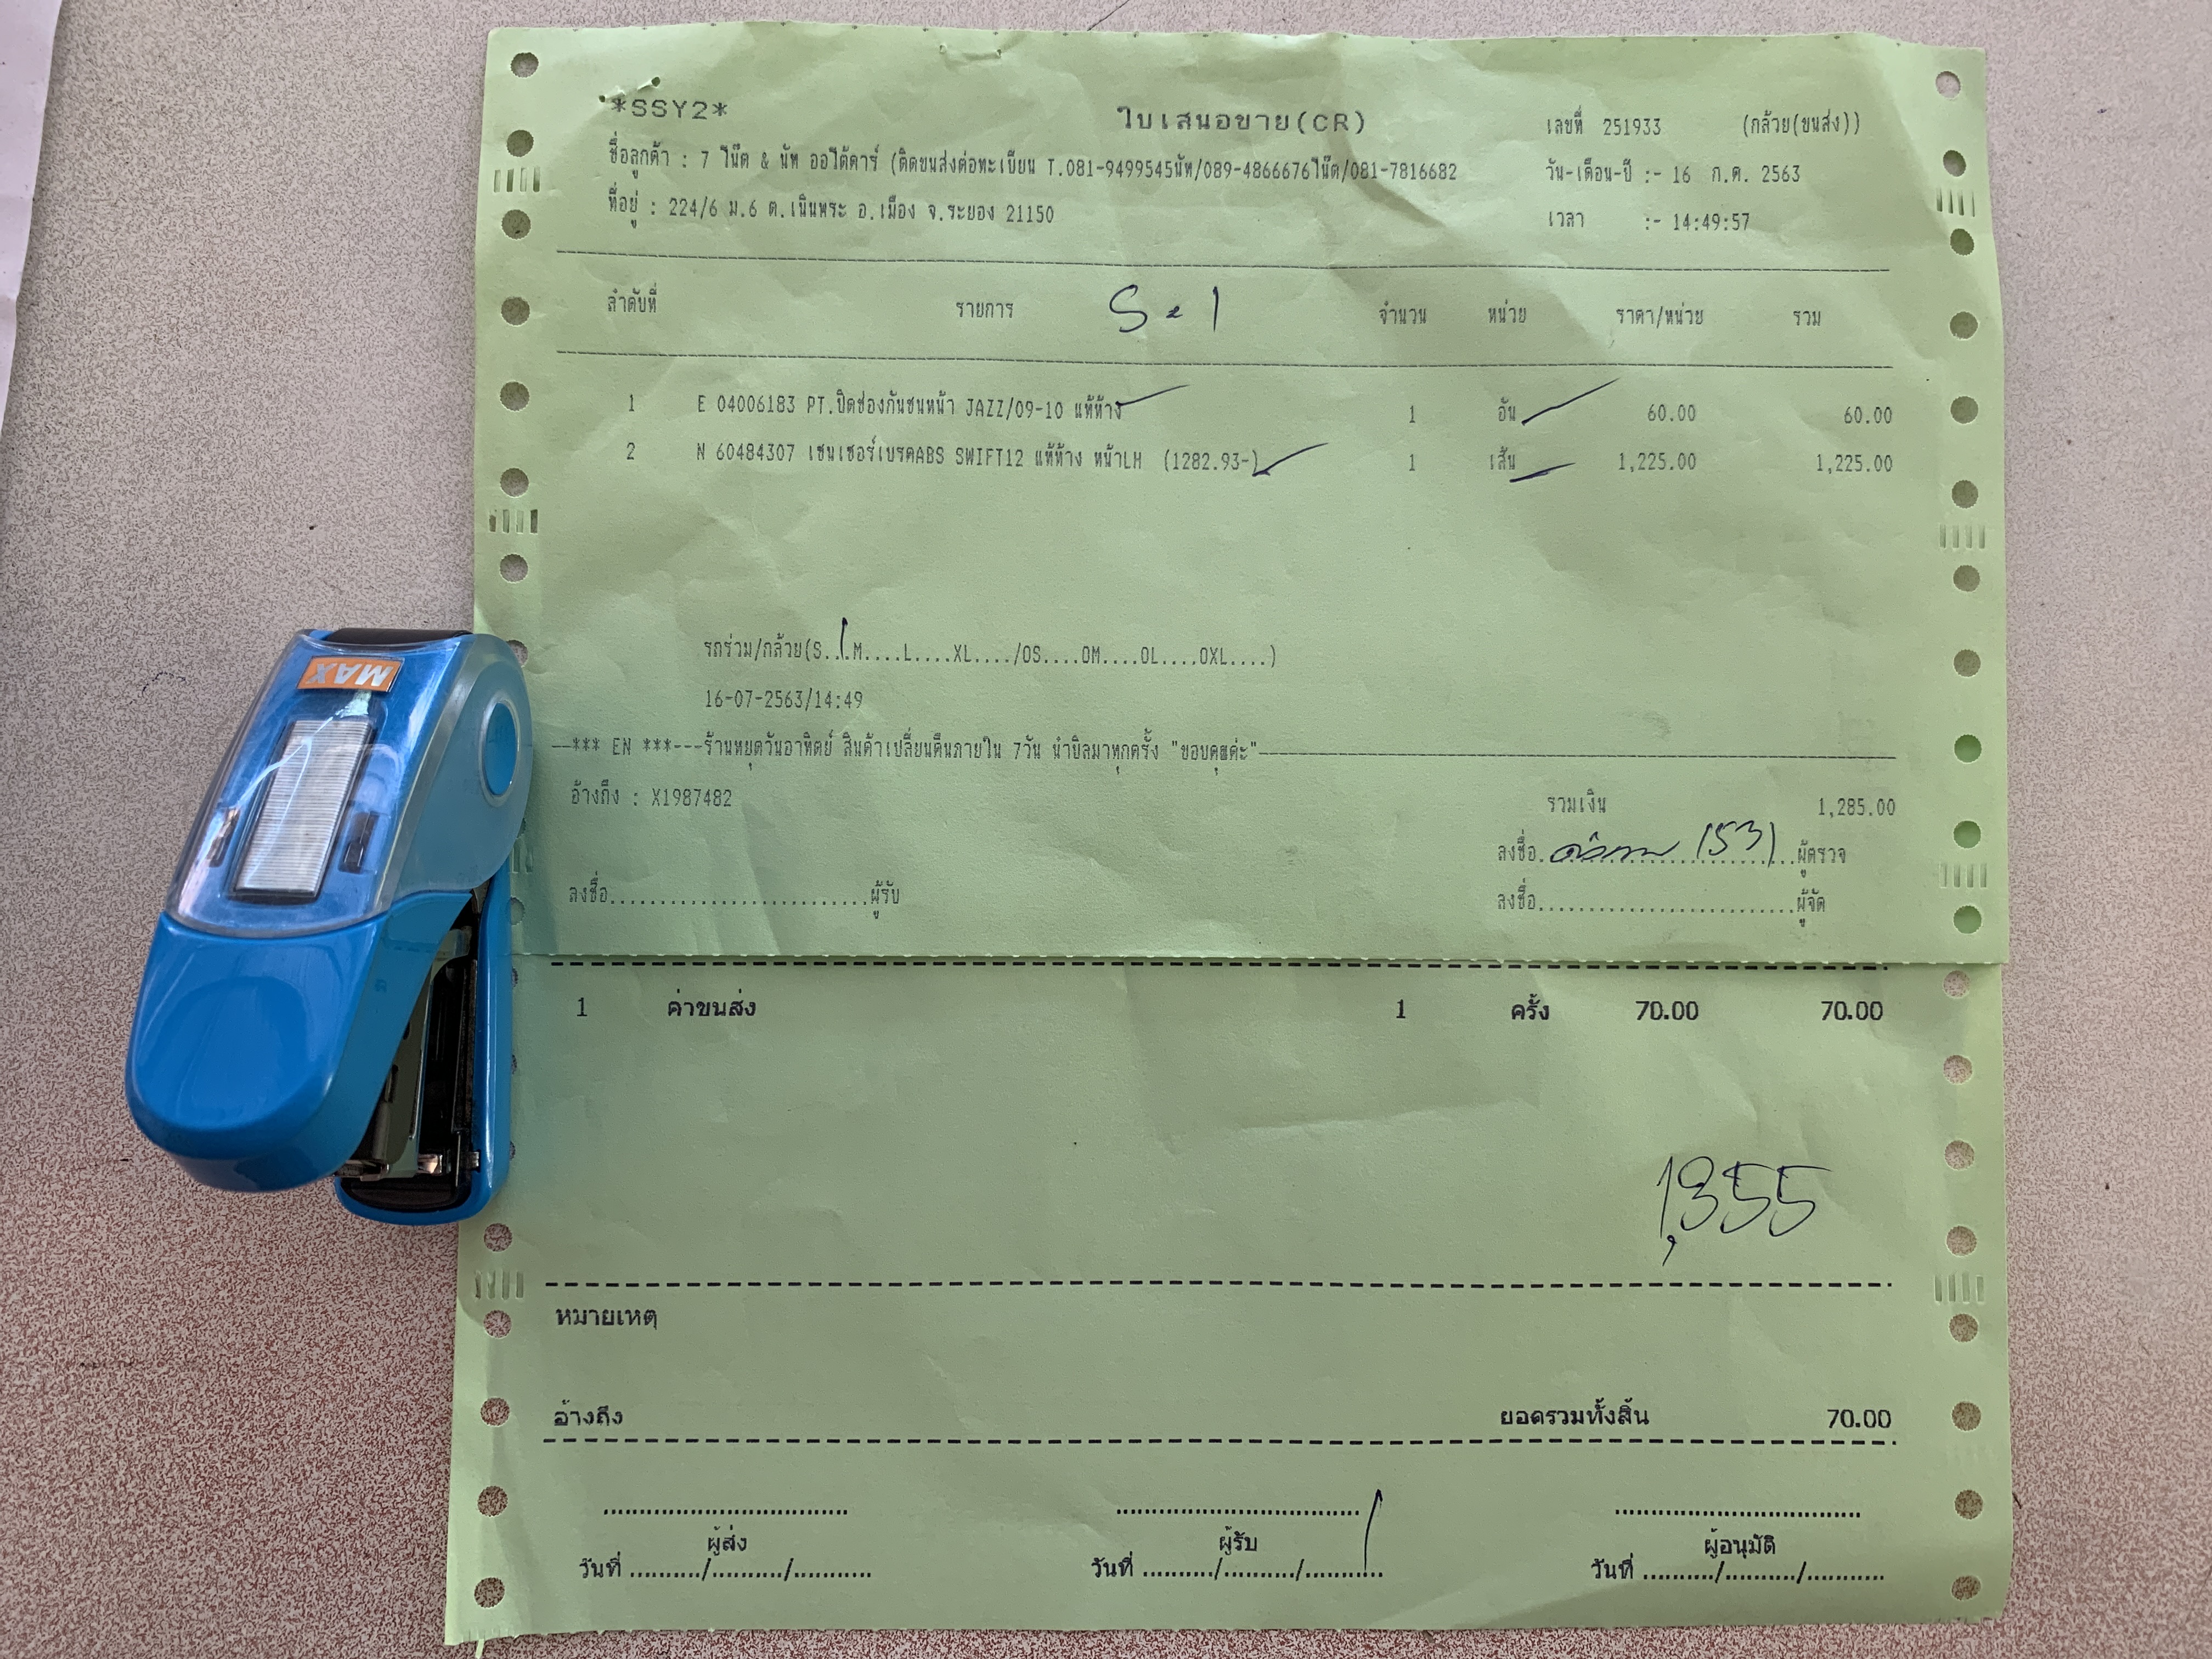 *SSY2*
ใบเสนอขาย(CR)
เลขที่ 251933 (กล้วย(ขนส่ง))
ชื่อลูกค้า : 7 โน๊ต & นัท ออโต้คาร์ (ติดขนส่งต่อทะเบียน T.081-9499545นัท/089-4866676โน๊ต/081-7816682
วัน-เดือน-ปี :- 16 ก.ค. 2563
ที่อยู่ : 224/6 ม.6 ต.เนินพระ อ.เมือง จ.ระยอง 21150
เวลา :- 14:49:57
ลำดับที่ รายการ S=1 จำนวน หน่วย ราคา/หน่วย รวม
1 E 04006183 PT.ปิดช่องกันชนหน้า JAZZ/09-10 แท้ห้าง 1 อัน 60.00 60.00
2 N 60484307 เซนเซอร์เบรคABS SWIFT12 แท้ห้าง หน้าLH (1282.93-) 1 เส้น 1,225.00 1,225.00
รถร่วม/กล้วย(S....M....L....XL..../OS....OM....OL....OXL....)
16-07-2563/14:49
--*** EN ***---ร้านหยุดวันอาทิตย์ สินค้าเปลี่ยนคืนภายใน 7วัน นำบิลมาทุกครั้ง "ขอบคุณค่ะ"
อ้างถึง : X1987482
รวมเงิน 1,285.00
ลงชื่อ. (53) ผู้ตรวจ
ลงชื่อ..........................ผู้รับ
ลงชื่อ..........................ผู้จัด
1 ค่าขนส่ง 1 ครั้ง 70.00 70.00
1,355
หมายเหตุ
อ้างถึง
ยอดรวมทั้งสิ้น 70.00
ผู้ส่ง ผู้รับ ผู้อนุมัติ
วันที่ ........../........../........... วันที่ ........../........../........... วันที่ ........../........../...........
MAX